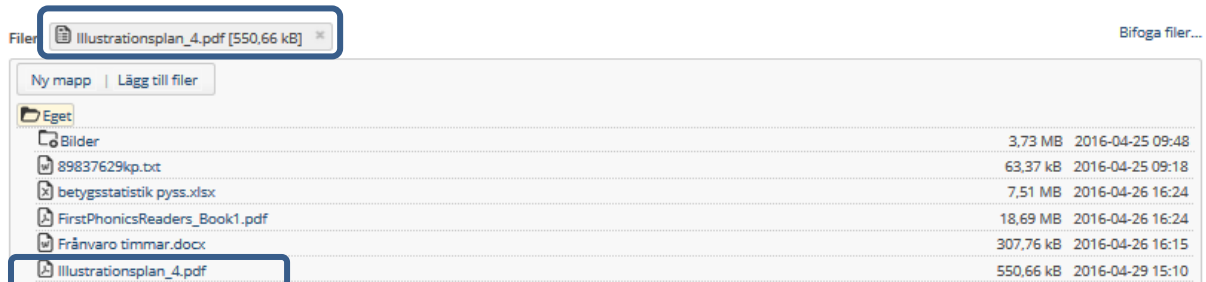 Filer Illustrationsplan_4.pdf [550,66 kB] × Bifoga filer...
Ny mapp | Lägg till filer
Eget
Bilder 3,73 MB 2016-04-25 09:48
89837629kp.txt 63,37 kB 2016-04-25 09:18
betygsstatistik pyss.xlsx 7,51 MB 2016-04-26 16:24
FirstPhonicsReaders_Book1.pdf 18,69 MB 2016-04-26 16:24
Frånvaro timmar.docx 307,76 kB 2016-04-26 16:15
Illustrationsplan_4.pdf 550,66 kB 2016-04-29 15:10